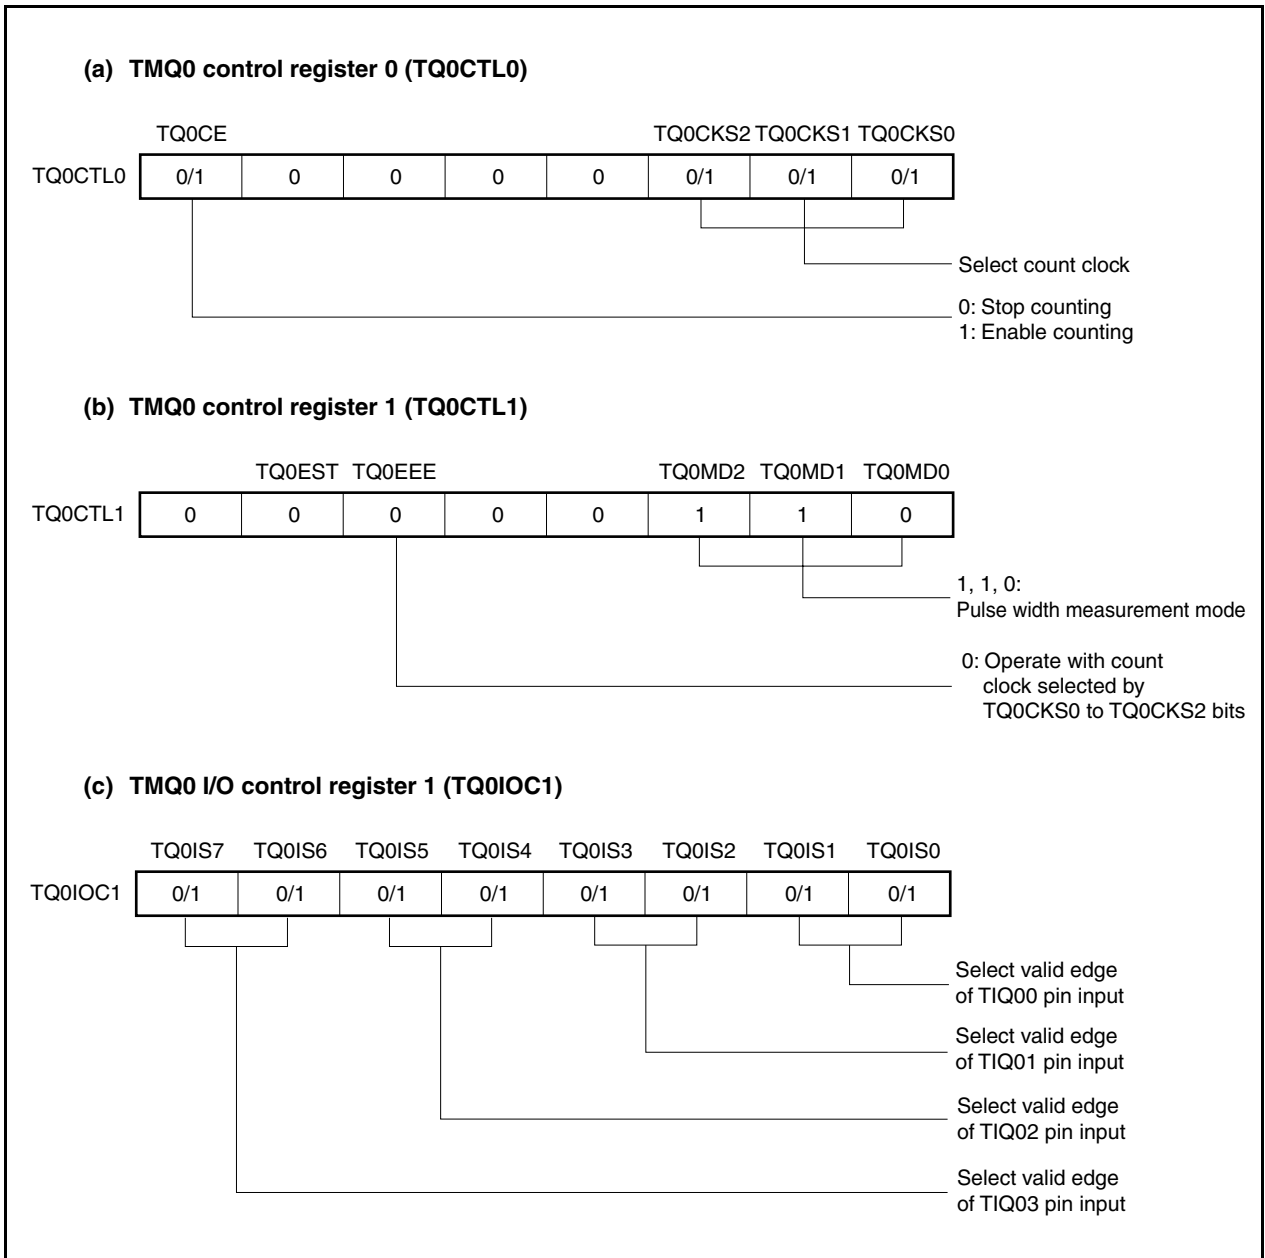 (a) TMQ0 control register 0 (TQ0CTL0)
TQ0CE TQ0CKS2 TQ0CKS1 TQ0CKS0
TQ0CTL0 0/1 0 0 0 0 0/1 0/1 0/1
Select count clock
0: Stop counting
1: Enable counting
(b) TMQ0 control register 1 (TQ0CTL1)
TQ0EST TQ0EEE TQ0MD2 TQ0MD1 TQ0MD0
TQ0CTL1 0 0 0 0 0 1 1 0
1, 1, 0:
Pulse width measurement mode
0: Operate with count
clock selected by
TQ0CKS0 to TQ0CKS2 bits
(c) TMQ0 I/O control register 1 (TQ0IOC1)
TQ0IS7 TQ0IS6 TQ0IS5 TQ0IS4 TQ0IS3 TQ0IS2 TQ0IS1 TQ0IS0
TQ0IOC1 0/1 0/1 0/1 0/1 0/1 0/1 0/1 0/1
Select valid edge
of TIQ00 pin input
Select valid edge
of TIQ01 pin input
Select valid edge
of TIQ02 pin input
Select valid edge
of TIQ03 pin input